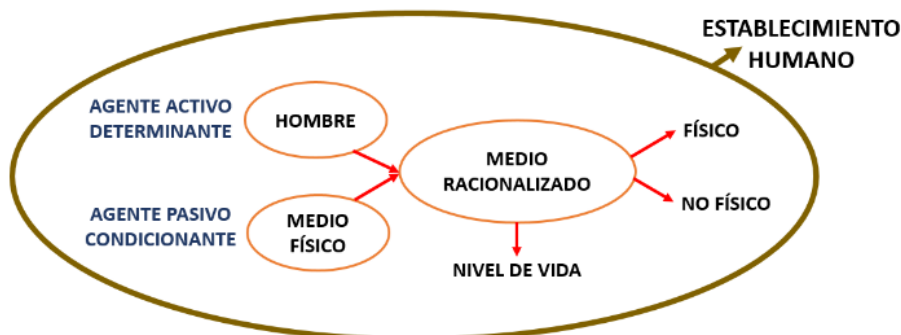 ESTABLECIMIENTO
HUMANO
AGENTE ACTIVO
DETERMINANTE
HOMBRE
AGENTE PASIVO
CONDICIONANTE
MEDIO
FÍSICO
MEDIO
RACIONALIZADO
FÍSICO
NO FÍSICO
NIVEL DE VIDA